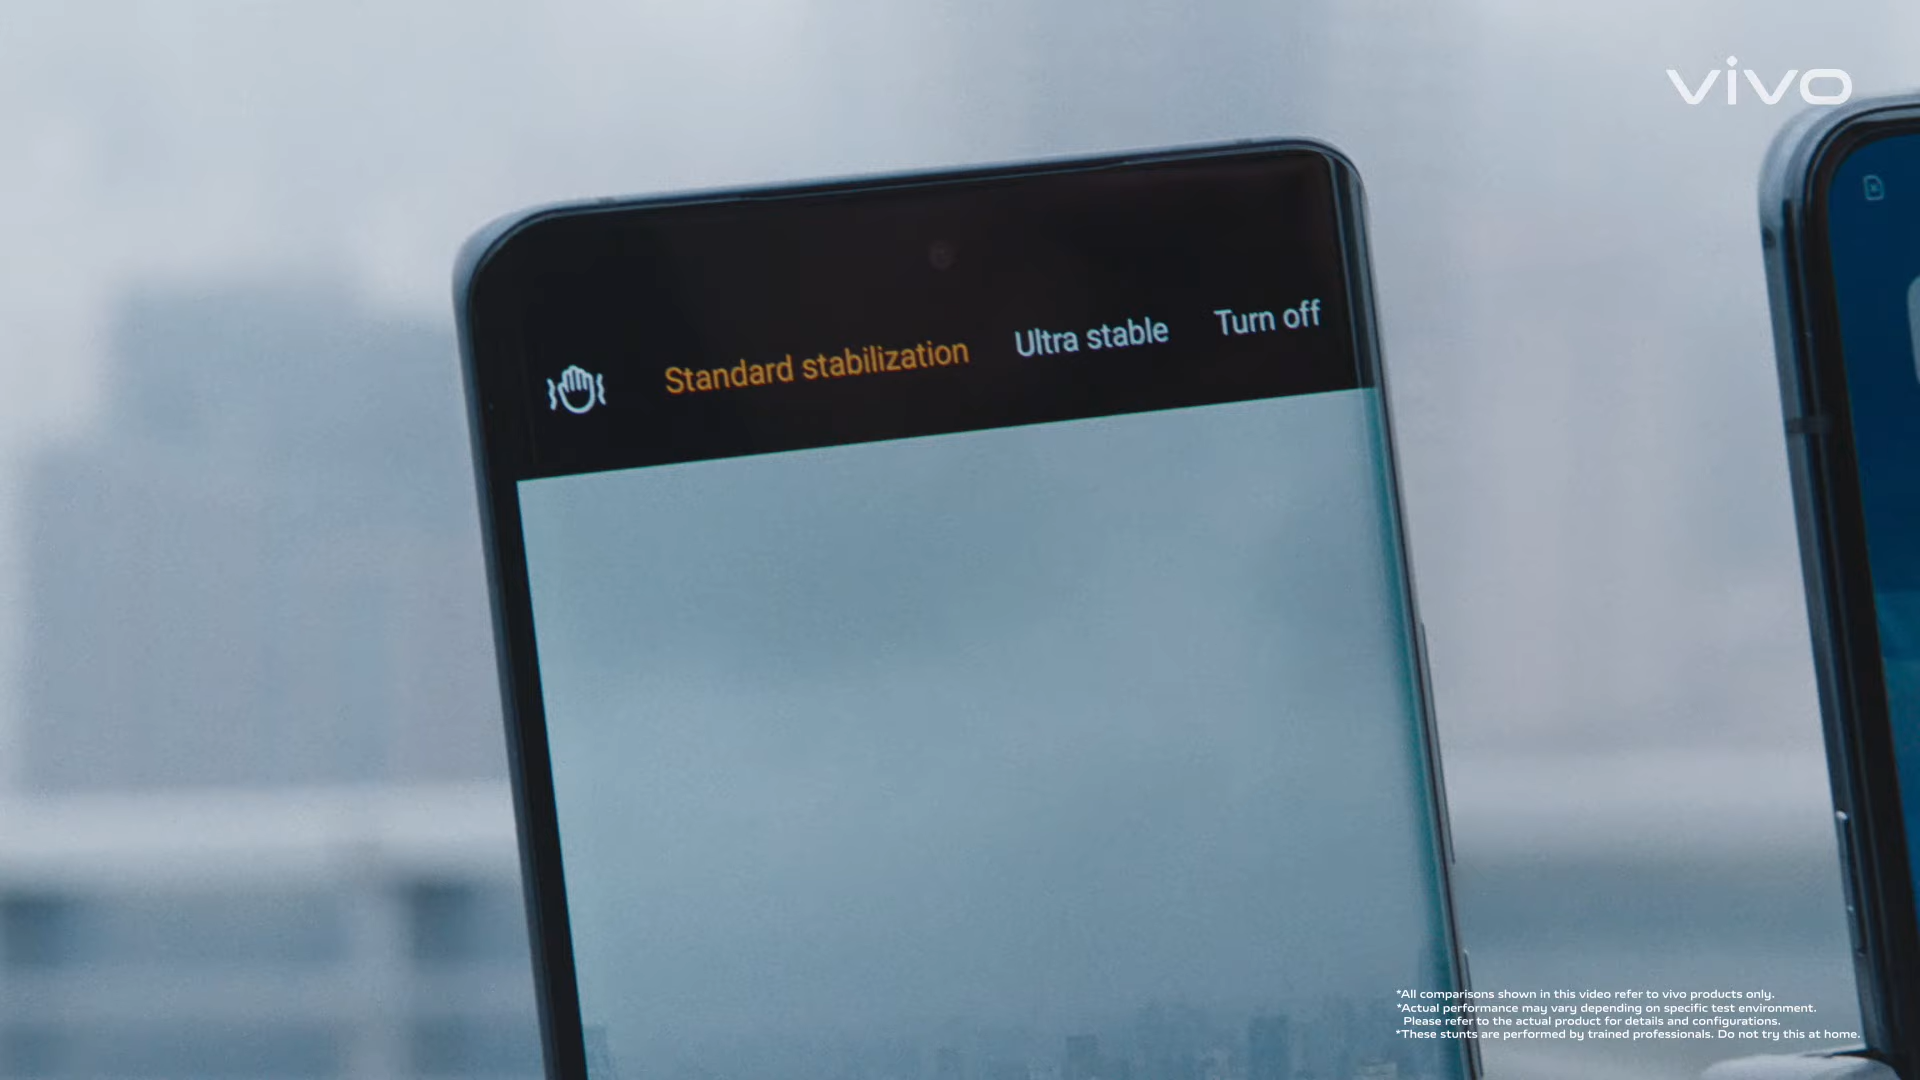 vivo
Standard stabilization Ultra stable Turn off
*All comparisons shown in this video refer to vivo products only.
*Actual performance may vary depending on specific test environment.
Please refer to the actual product for details and configurations.
*These stunts are performed by trained professionals. Do not try this at home.